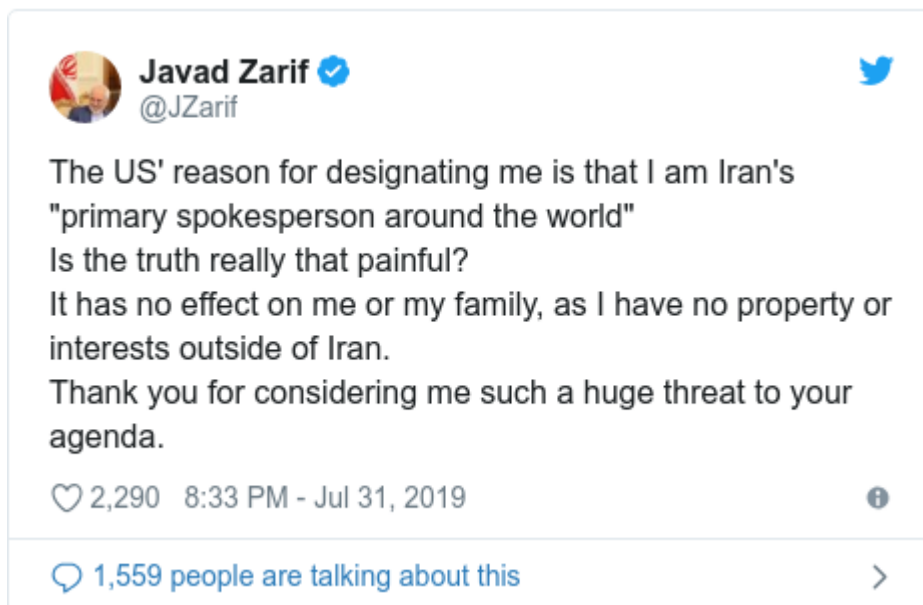 Javad Zarif
@JZarif
The US' reason for designating me is that I am Iran's
"primary spokesperson around the world"
Is the truth really that painful?
It has no effect on me or my family, as I have no property or
interests outside of Iran.
Thank you for considering me such a huge threat to your
agenda.
2,290 8:33 PM - Jul 31, 2019
1,559 people are talking about this